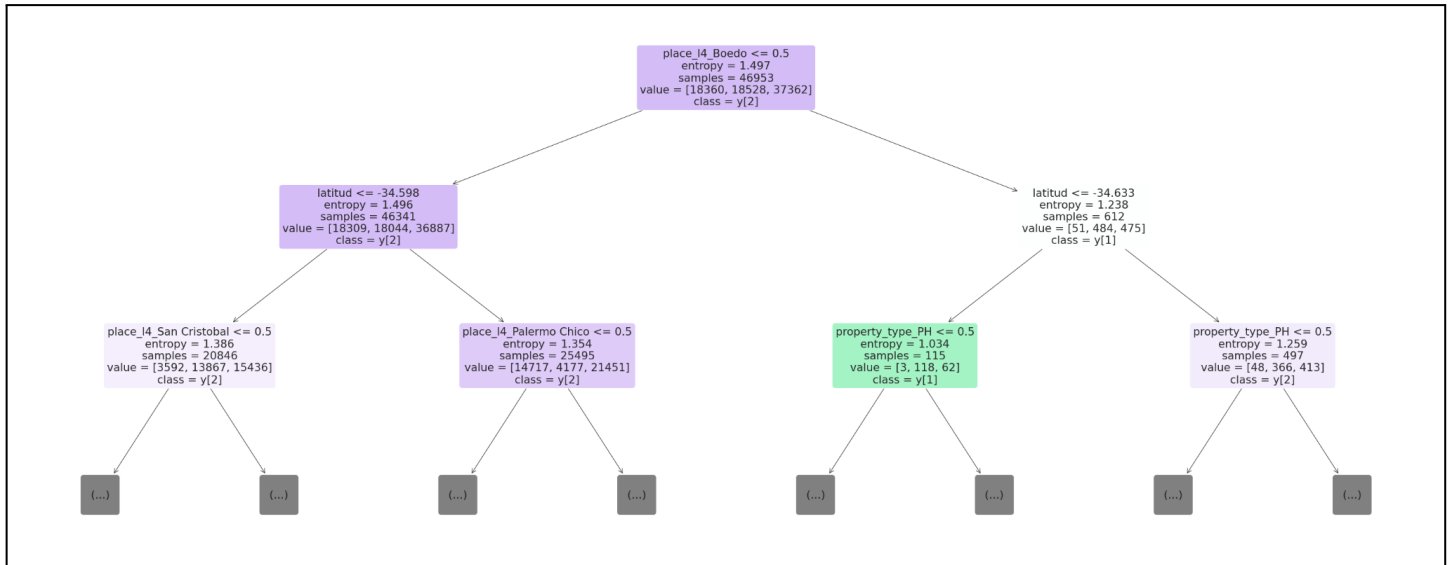 place_l4_Boedo <= 0.5
entropy = 1.497
samples = 46953
value = [18360, 18528, 37362]
class = y[2]
latitud <= -34.598
entropy = 1.496
samples = 46341
value = [18309, 18044, 36887]
class = y[2]
latitud <= -34.633
entropy = 1.238
samples = 612
value = [51, 484, 475]
class = y[1]
place_l4_San Cristobal <= 0.5
entropy = 1.386
samples = 20846
value = [3592, 13867, 15436]
class = y[2]
place_l4_Palermo Chico <= 0.5
entropy = 1.354
samples = 25495
value = [14717, 4177, 21451]
class = y[2]
property_type_PH <= 0.5
entropy = 1.034
samples = 115
value = [3, 118, 62]
class = y[1]
property_type_PH <= 0.5
entropy = 1.259
samples = 497
value = [48, 366, 413]
class = y[2]
(...)
(...)
(...)
(...)
(...)
(...)
(...)
(...)